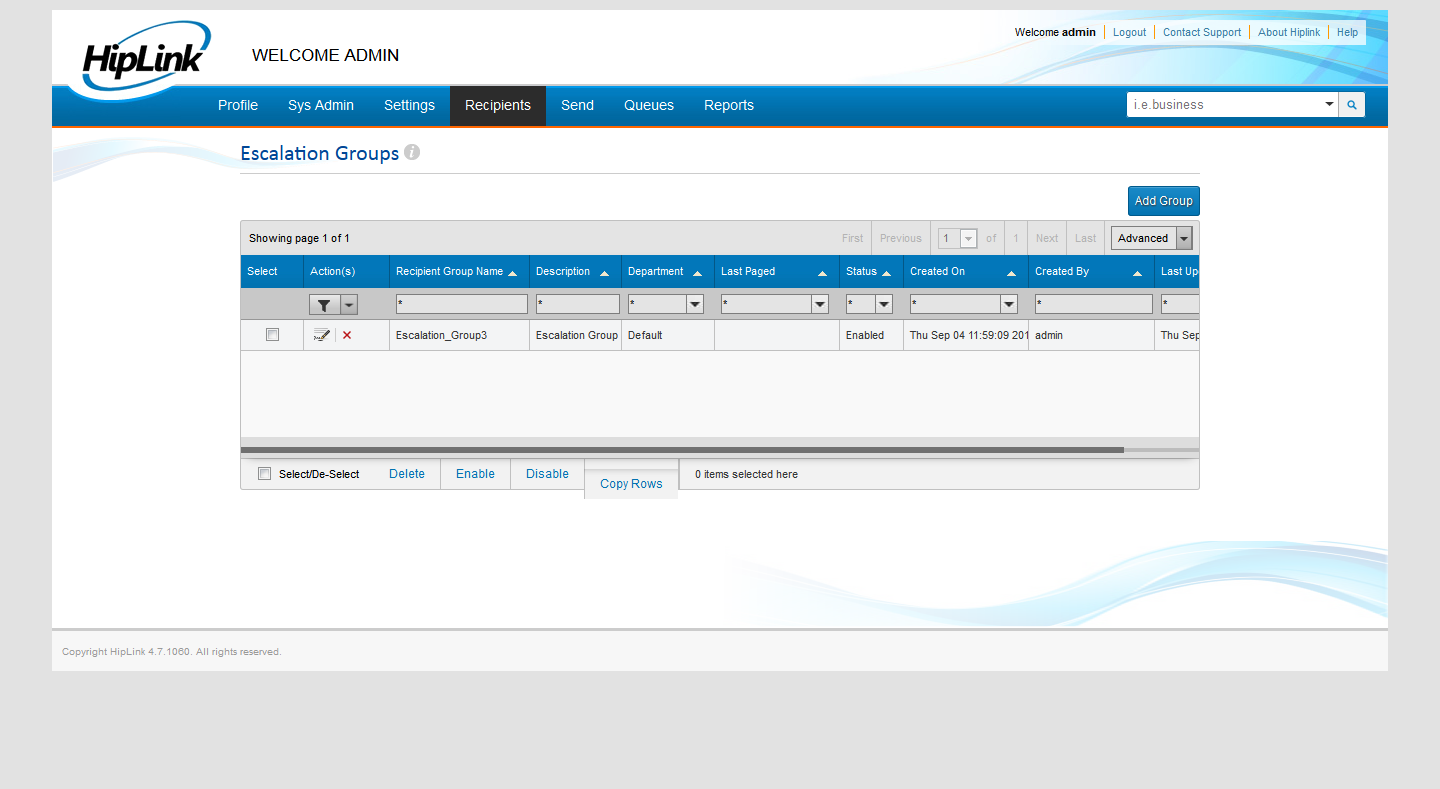 HipLink
WELCOME ADMIN
Welcome admin Logout Contact Support About Hiplink Help
Profile Sys Admin Settings Recipients Send Queues Reports i.e.business
Escalation Groups i
Add Group
Showing page 1 of 1 First Previous 1 of 1 Next Last Advanced
Select Action(s) Recipient Group Name Description Department Last Paged Status Created On Created By Last Up
* * * * * * * *
Escalation_Group3 Escalation Group Default Enabled Thu Sep 04 11:59:09 201 admin Thu Sep
Select/De-Select Delete Enable Disable Copy Rows 0 items selected here
Copyright HipLink 4.7.1060. All rights reserved.